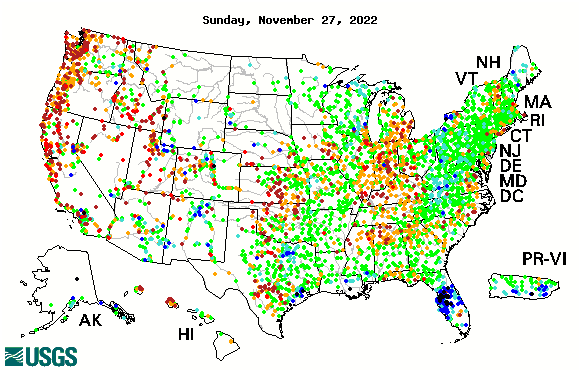 Sunday, November 27, 2022
NH
VT
MA
RI
CT
NJ
DE
MD
DC
PR-VI
AK
HI
USGS